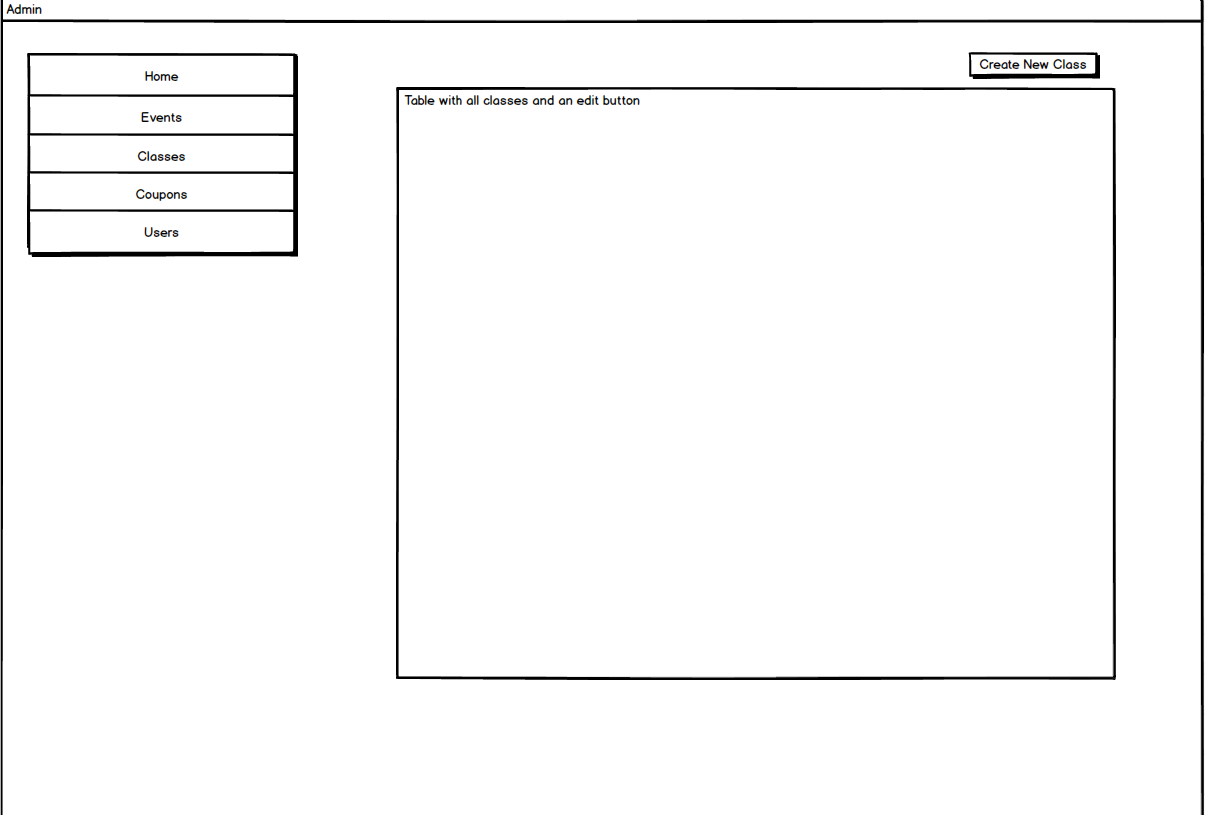 Admin
Home
Events
Classes
Coupons
Users
Create New Class
Table with all classes and an edit button